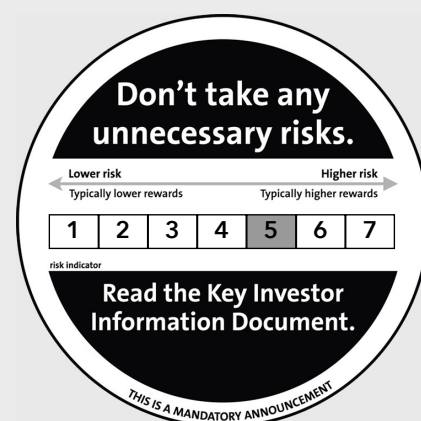 Don't take any
unnecessary risks.
Lower risk Higher risk
Typically lower rewards Typically higher rewards
1 2 3 4 5 6 7
risk indicator
Read the Key Investor
Information Document.
THIS IS A MANDATORY ANNOUNCEMENT